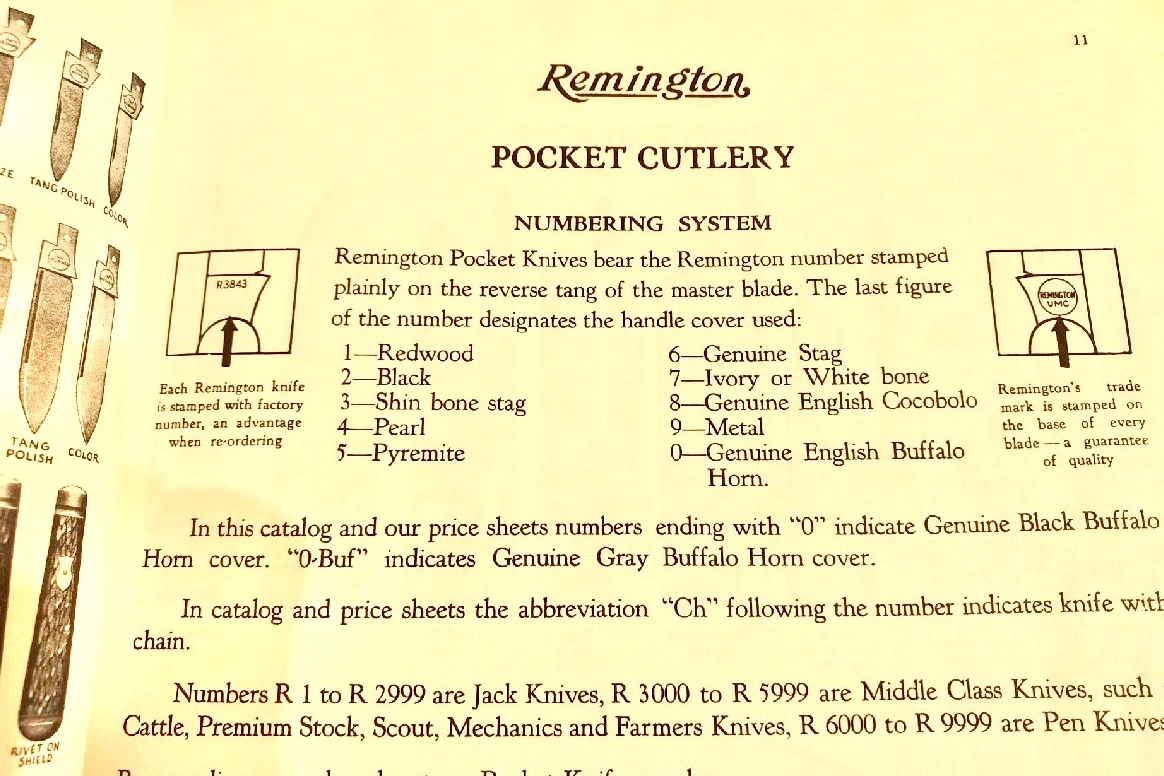 11
Remington
POCKET CUTLERY
NUMBERING SYSTEM
Remington Pocket Knives bear the Remington number stamped
plainly on the reverse tang of the master blade. The last figure
of the number designates the handle cover used:
1—Redwood
2—Black
3—Shin bone stag
4—Pearl
5—Pyremite
6—Genuine Stag
7—Ivory or White bone
8—Genuine English Cocobolo
9—Metal
0—Genuine English Buffalo
Horn.
R3843
Each Remington knife
is stamped with factory
number, an advantage
when re-ordering
REMINGTON
UMC
Remington's trade
mark is stamped on
the base of every
blade — a guarantee
of quality
In this catalog and our price sheets numbers ending with "0" indicate Genuine Black Buffalo
Horn cover. "0-Buf" indicates Genuine Gray Buffalo Horn cover.
In catalog and price sheets the abbreviation "Ch" following the number indicates knife with
chain.
Numbers R 1 to R 2999 are Jack Knives, R 3000 to R 5999 are Middle Class Knives, such
Cattle, Premium Stock, Scout, Mechanics and Farmers Knives, R 6000 to R 9999 are Pen Knives
ZE
TANG POLISH
COLOR
TANG
POLISH
COLOR
RIVET ON
SHIELD